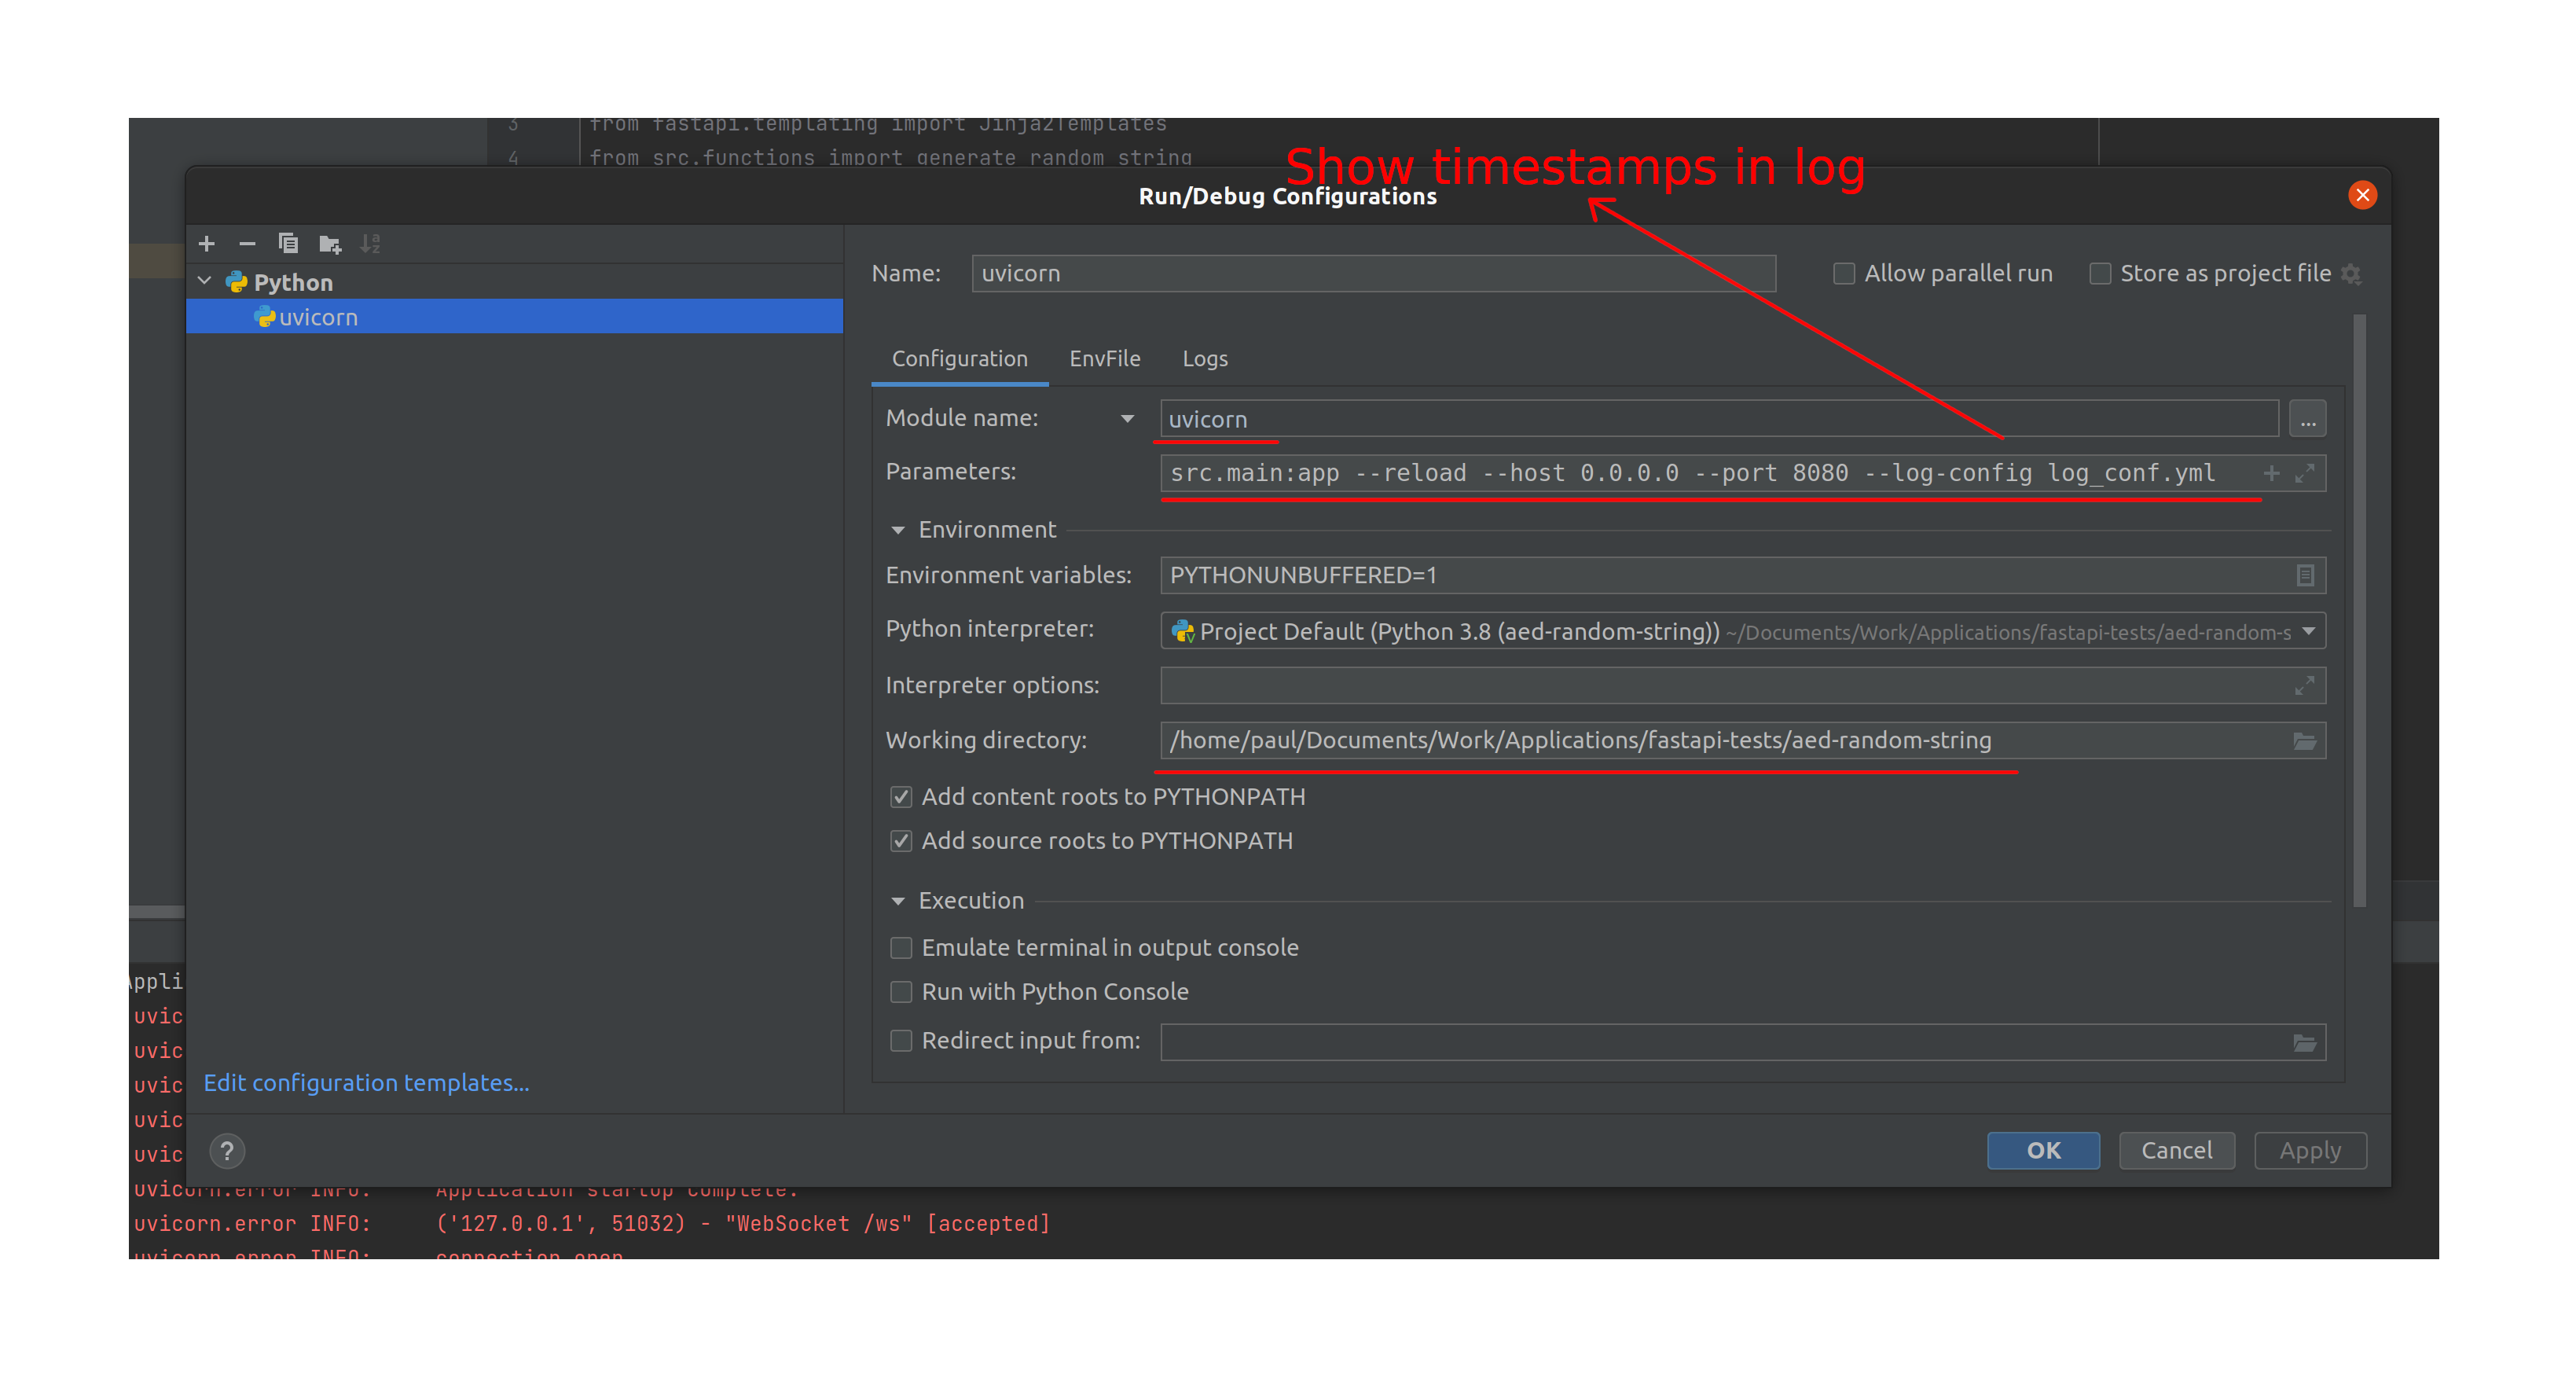 3 from fastapi.templating import Jinja2Templates
4 from src.functions import generate_random_string
Show timestamps in log
Run/Debug Configurations
Python
uvicorn
Name: uvicorn
Allow parallel run
Store as project file
Configuration EnvFile Logs
Module name: uvicorn ...
Parameters: src.main:app --reload --host 0.0.0.0 --port 8080 --log-config log_conf.yml
Environment
Environment variables: PYTHONUNBUFFERED=1
Python interpreter: Project Default (Python 3.8 (aed-random-string)) ~/Documents/Work/Applications/fastapi-tests/aed-random-s
Interpreter options:
Working directory: /home/paul/Documents/Work/Applications/fastapi-tests/aed-random-string
Add content roots to PYTHONPATH
Add source roots to PYTHONPATH
Execution
Emulate terminal in output console
Run with Python Console
Redirect input from:
Appli
uvic
uvic
uvic
uvic
uvic
Edit configuration templates...
? OK Cancel Apply
uvicorn.error INFO: Application startup complete.
uvicorn.error INFO: ('127.0.0.1', 51032) - "WebSocket /ws" [accepted]
uvicorn.error INFO: connection open